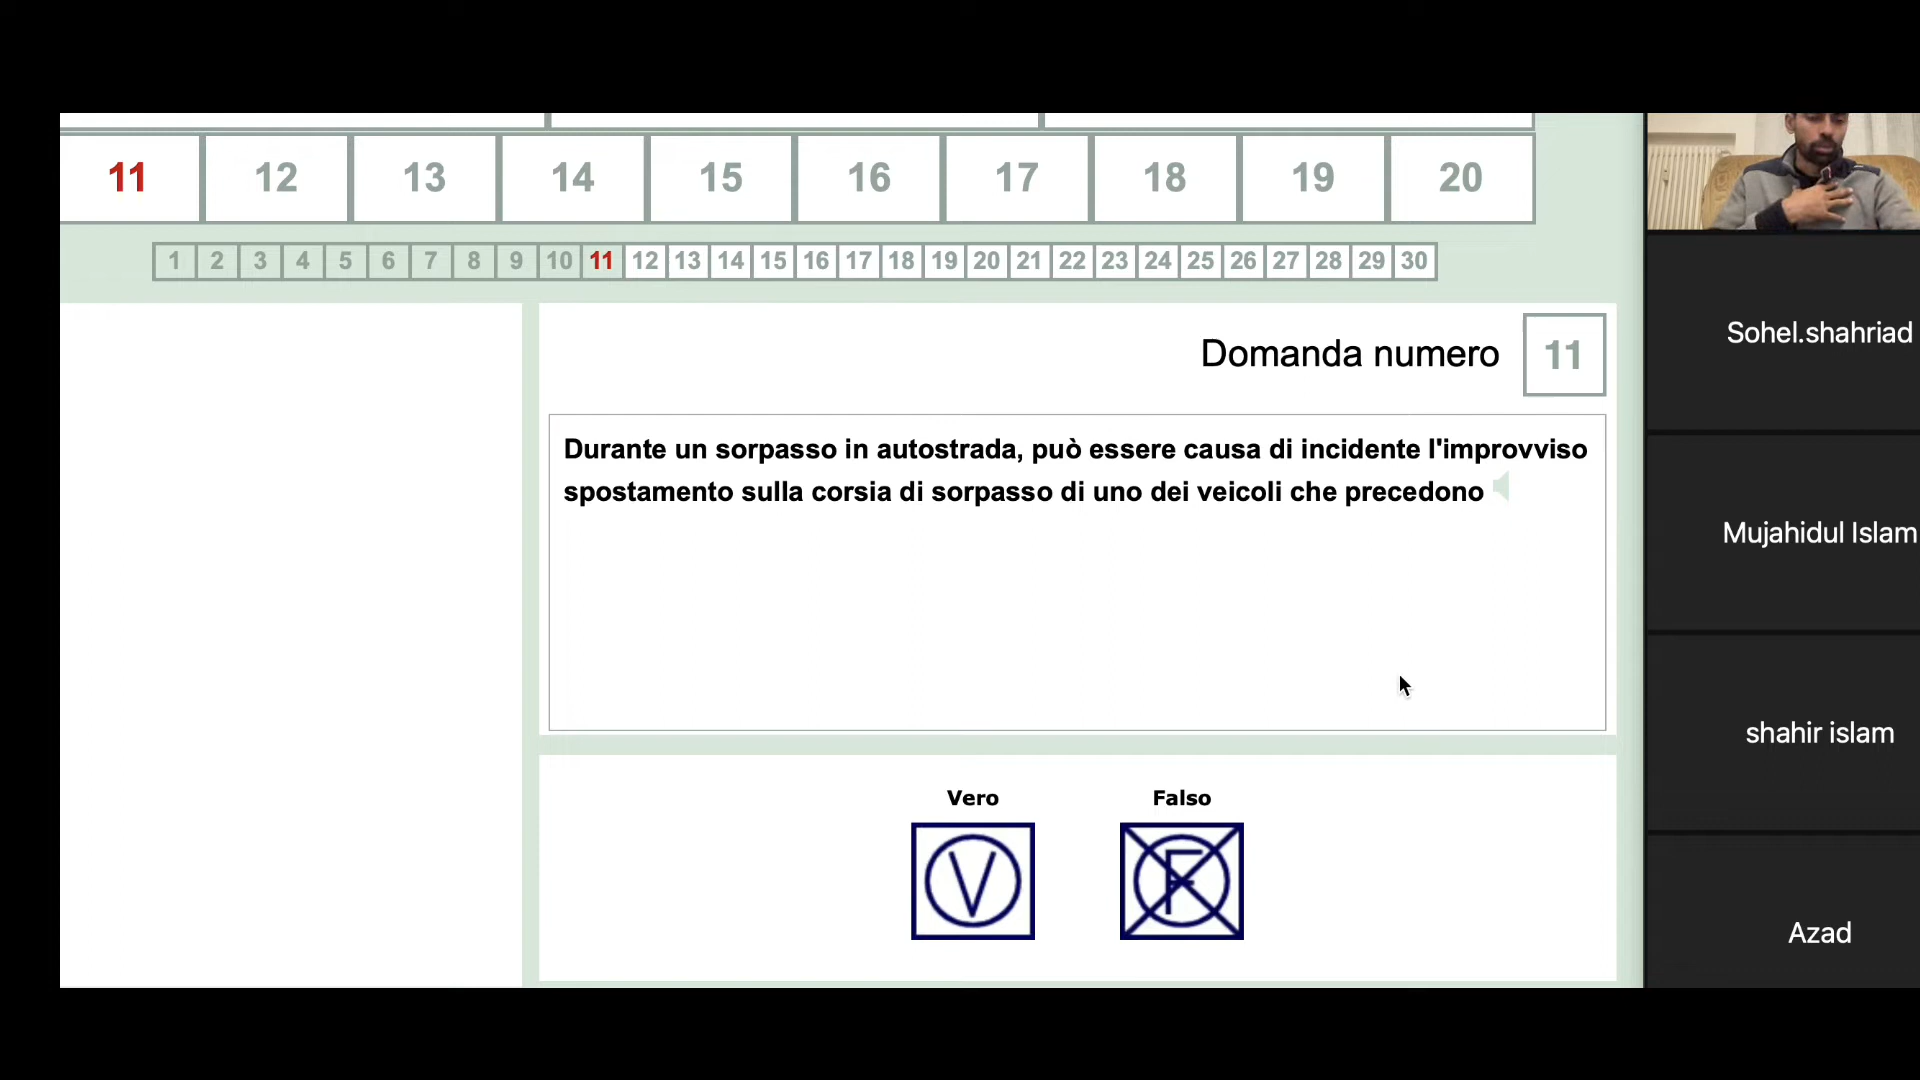 11 12 13 14 15 16 17 18 19 20
1 2 3 4 5 6 7 8 9 10 11 12 13 14 15 16 17 18 19 20 21 22 23 24 25 26 27 28 29 30
Domanda numero 11
Durante un sorpasso in autostrada, può essere causa di incidente l'improvviso
spostamento sulla corsia di sorpasso di uno dei veicoli che precedono
Vero Falso
V F
Sohel.shahriad
Mujahidul Islam
shahir islam
Azad